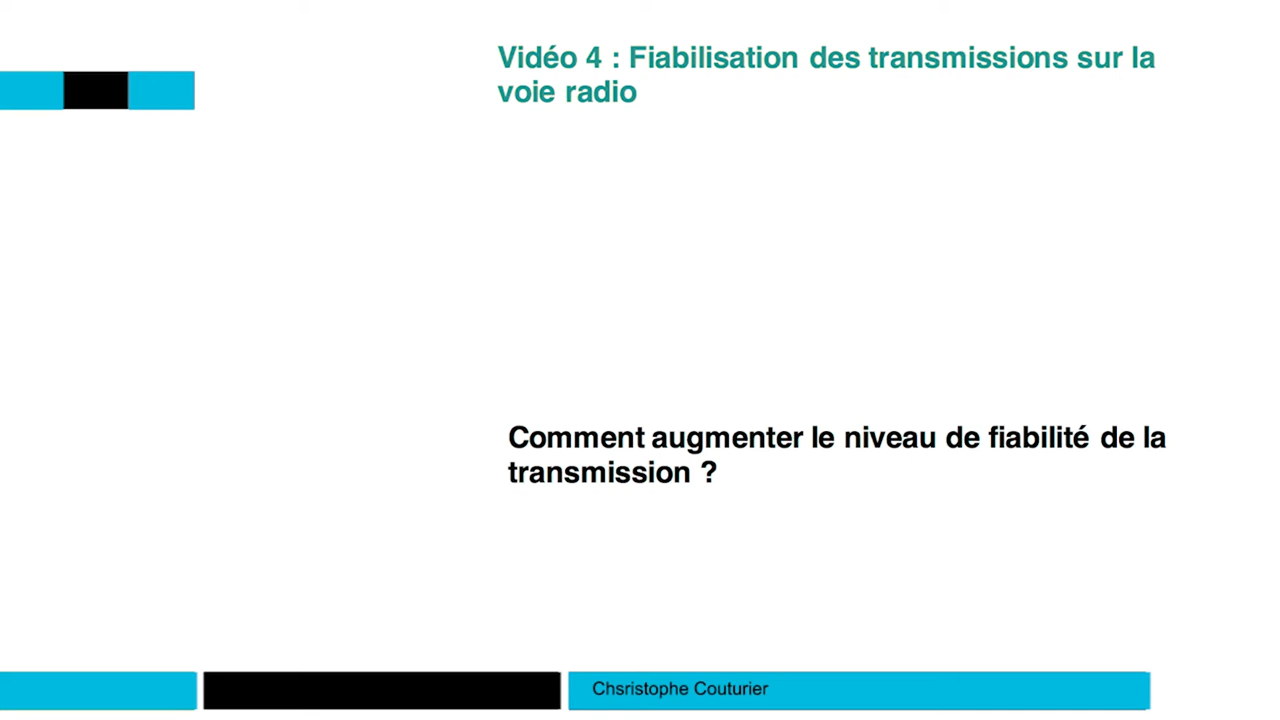 Vidéo 4 : Fiabilisation des transmissions sur la
voie radio
Comment augmenter le niveau de fiabilité de la
transmission ?
Chsristophe Couturier